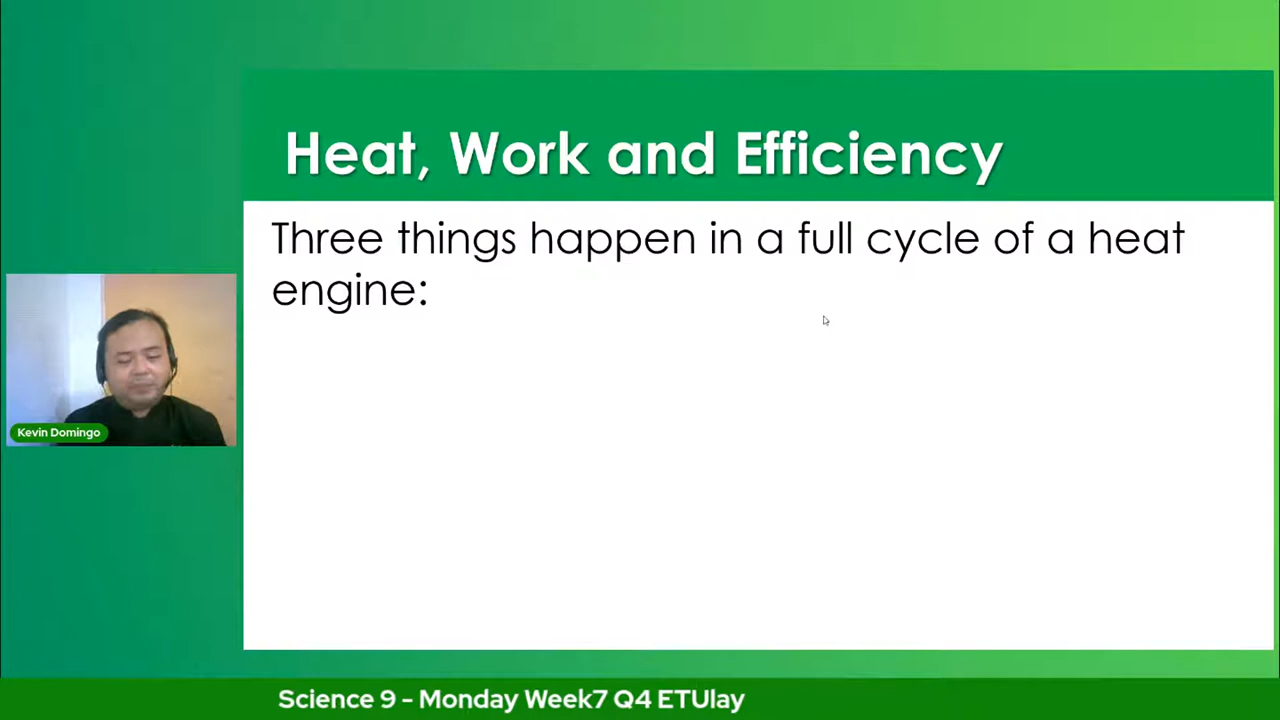 Heat, Work and Efficiency
Three things happen in a full cycle of a heat
engine:
Kevin Domingo
Science 9 - Monday Week7 Q4 ETUlay